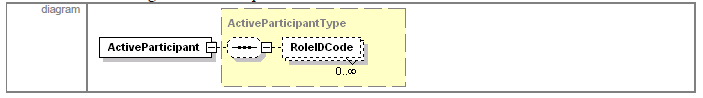 diagram
ActiveParticipantType
ActiveParticipant
RoleIDCode
0..∞